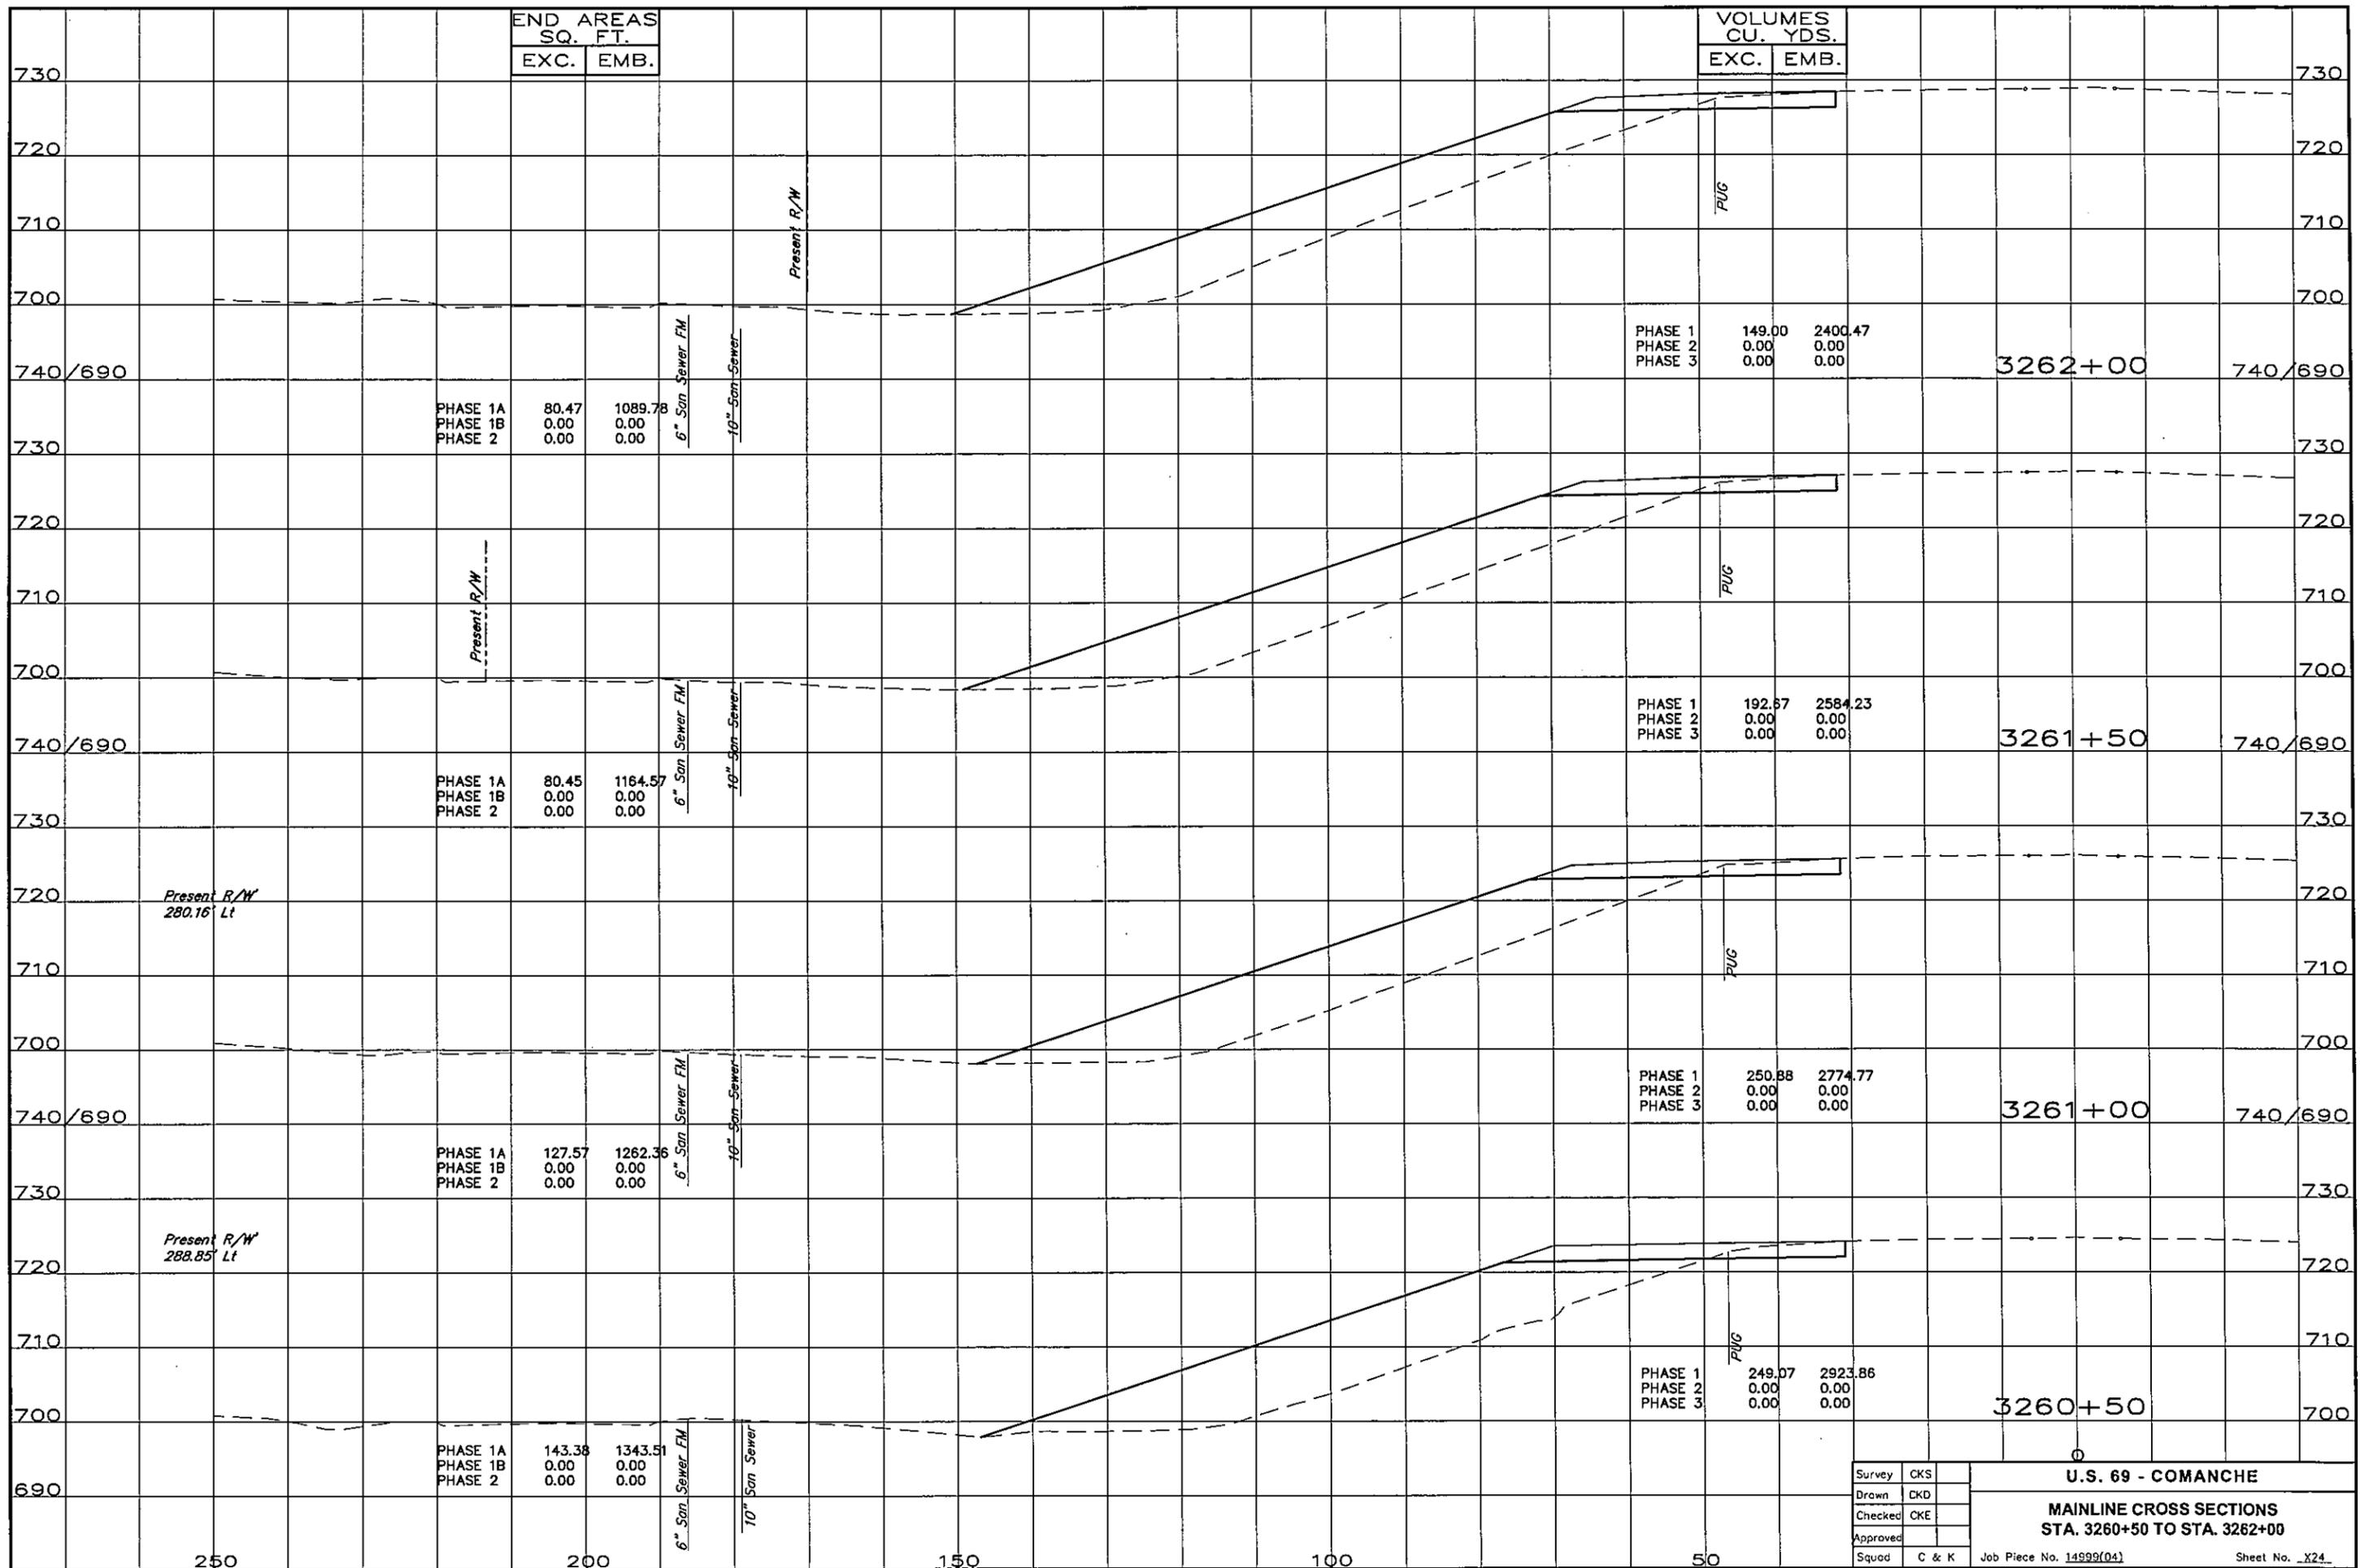 END AREAS
SQ. FT.
EXC. EMB.
VOLUMES
CU. YDS.
EXC. EMB.
730 730
720 720
Present R/W
PUG
710 710
700 700
6" San Sewer FM
10" San Sewer
PHASE 1 149.00 2400.47
PHASE 2 0.00 0.00
PHASE 3 0.00 0.00
3262+00
740/690 740/690
PHASE 1A 80.47 1089.78
PHASE 1B 0.00 0.00
PHASE 2 0.00 0.00
730 730
720 720
Present R/W
PUG
710 710
700 700
6" San Sewer FM
10" San Sewer
PHASE 1 192.67 2584.23
PHASE 2 0.00 0.00
PHASE 3 0.00 0.00
3261+50
740/690 740/690
PHASE 1A 80.45 1164.57
PHASE 1B 0.00 0.00
PHASE 2 0.00 0.00
730 730
Present R/W
280.16' Lt
720 720
PUG
710 710
700 700
6" San Sewer FM
10" San Sewer
PHASE 1 250.88 2774.77
PHASE 2 0.00 0.00
PHASE 3 0.00 0.00
3261+00
740/690 740/690
PHASE 1A 127.57 1262.36
PHASE 1B 0.00 0.00
PHASE 2 0.00 0.00
730 730
Present R/W
288.85' Lt
720 720
PUG
710 710
PHASE 1 249.07 2923.86
PHASE 2 0.00 0.00
PHASE 3 0.00 0.00
3260+50
700 700
6" San Sewer FM
10" San Sewer
PHASE 1A 143.38 1343.51
PHASE 1B 0.00 0.00
PHASE 2 0.00 0.00
690
250 200 150 100 50 0
Survey CKS
Drawn CKD
Checked CKE
Approved
Squad C & K
U.S. 69 - COMANCHE
MAINLINE CROSS SECTIONS
STA. 3260+50 TO STA. 3262+00
Job Piece No. 14999(04) Sheet No. X24